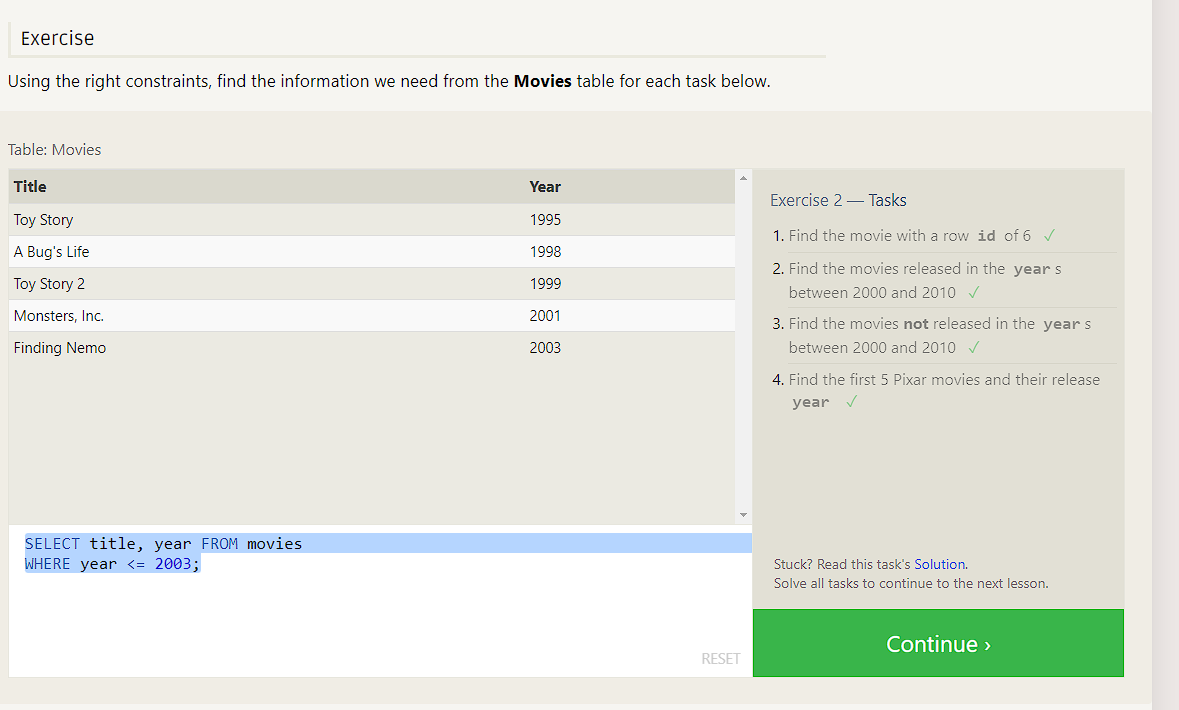 Exercise
Using the right constraints, find the information we need from the Movies table for each task below.
Table: Movies
Title Year
Toy Story 1995
A Bug's Life 1998
Toy Story 2 1999
Monsters, Inc. 2001
Finding Nemo 2003
SELECT title, year FROM movies
WHERE year <= 2003;
RESET
Exercise 2 — Tasks
1. Find the movie with a row id of 6 ✓
2. Find the movies released in the year s
between 2000 and 2010 ✓
3. Find the movies not released in the year s
between 2000 and 2010 ✓
4. Find the first 5 Pixar movies and their release
year ✓
Stuck? Read this task's Solution.
Solve all tasks to continue to the next lesson.
Continue ›